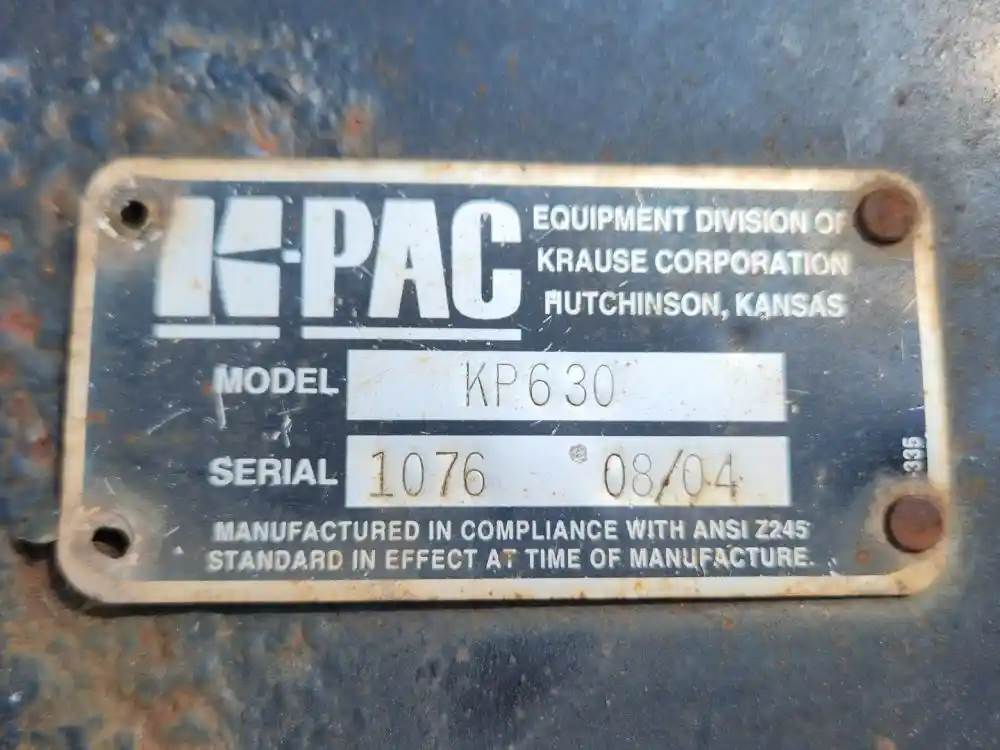 K-PAC
EQUIPMENT DIVISION OF
KRAUSE CORPORATION
HUTCHINSON, KANSAS
MODEL KP630
SERIAL 1076 08/04
335
MANUFACTURED IN COMPLIANCE WITH ANSI Z245
STANDARD IN EFFECT AT TIME OF MANUFACTURE.